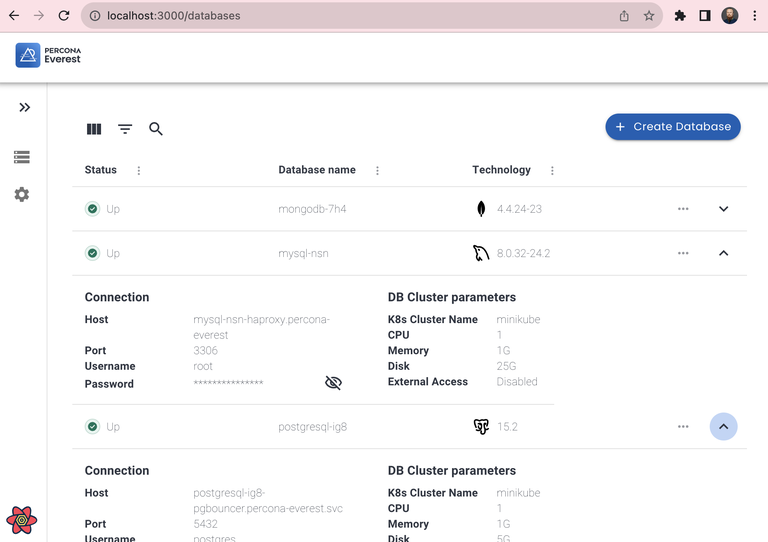 localhost:3000/databases
PERCONA
Everest
+ Create Database
Status Database name Technology
Up mongodb-7h4 4.4.24-23
Up mysql-nsn 8.0.32-24.2
Connection DB Cluster parameters
Host mysql-nsn-haproxy.percona- K8s Cluster Name minikube
everest CPU 1
Port 3306 Memory 1G
Username root Disk 25G
Password *************** External Access Disabled
Up postgresql-ig8 15.2
Connection DB Cluster parameters
Host postgresql-ig8- K8s Cluster Name minikube
pgbouncer.percona-everest.svc CPU 1
Port 5432 Memory 1G
Username postgres Disk 5G